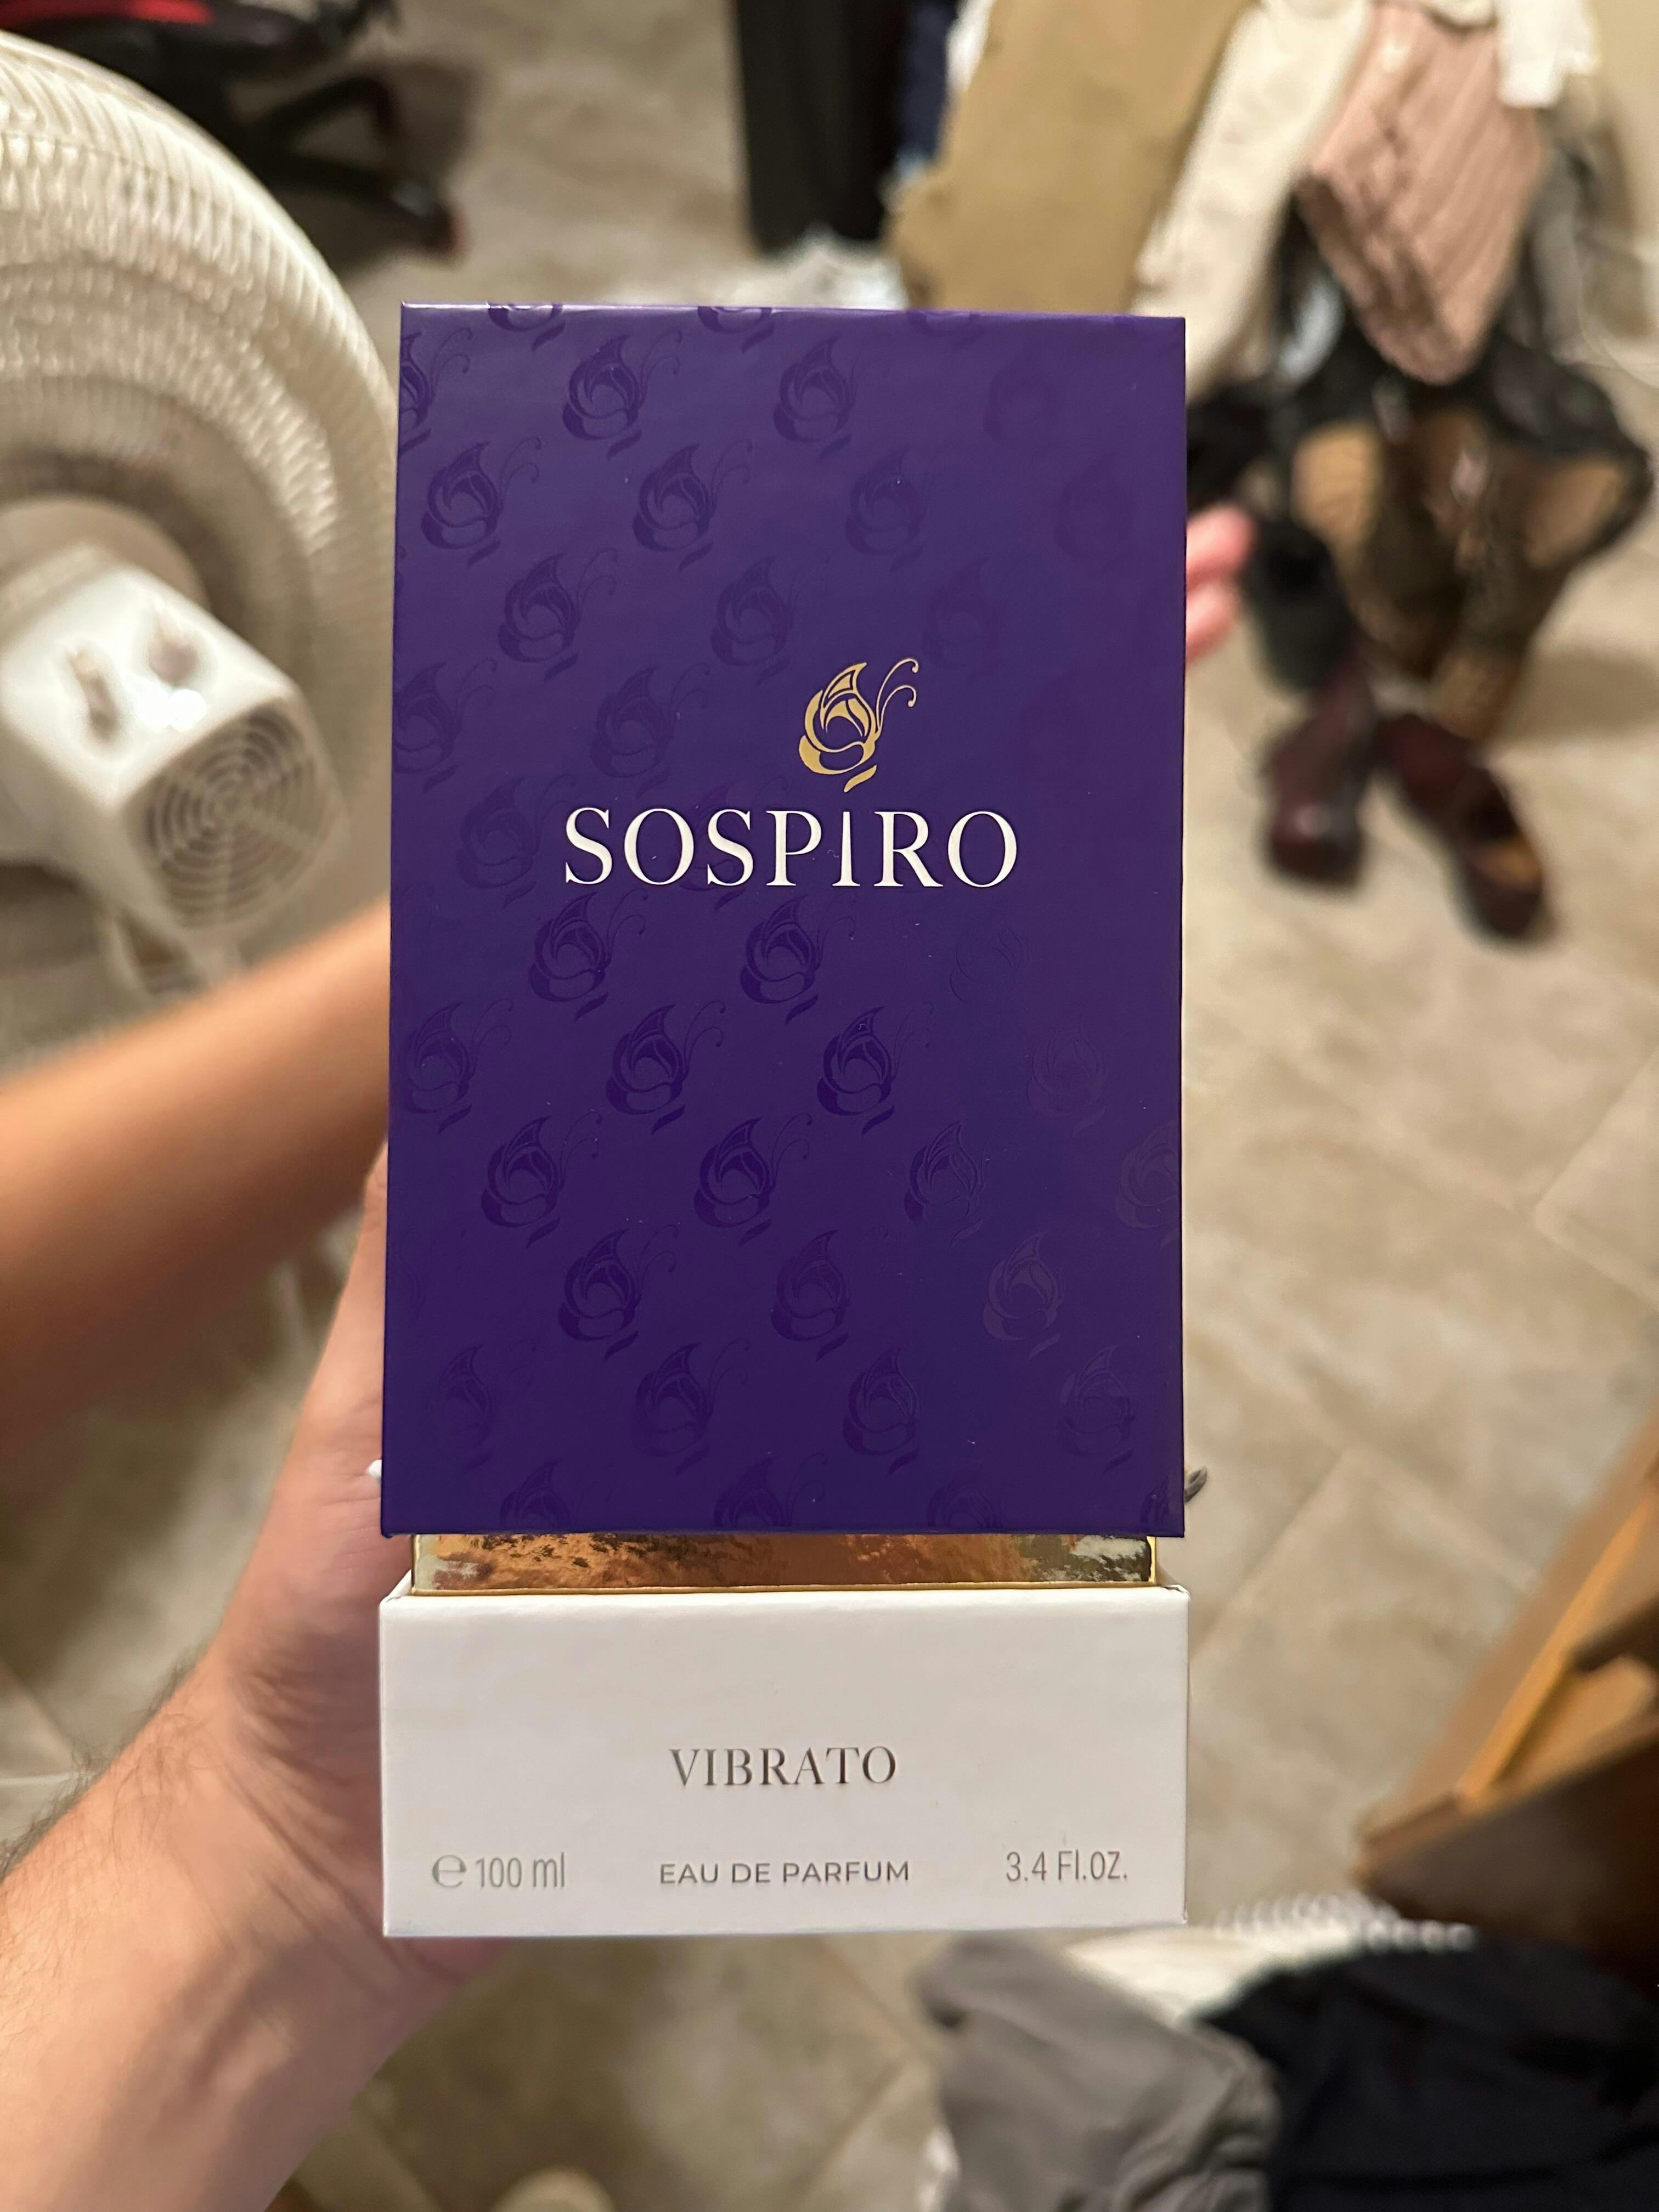 SOSPIRO
VIBRATO
℮ 100 ml EAU DE PARFUM 3.4 Fl.OZ.